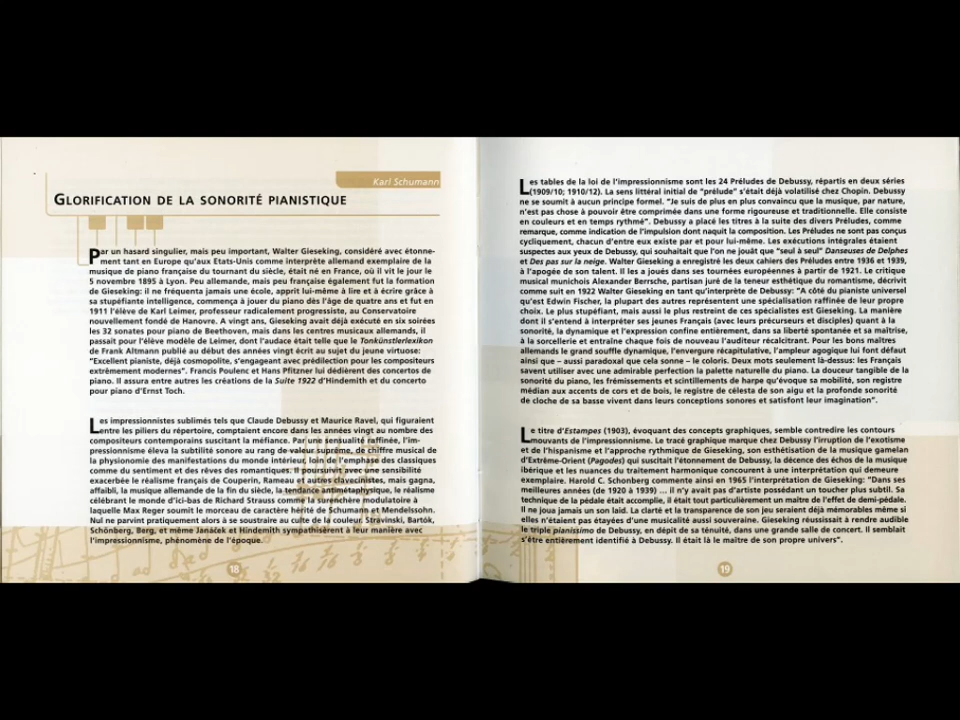 Karl Schumann
GLORIFICATION DE LA SONORITÉ PIANISTIQUE
Par un hasard singulier, mais peu important, Walter Gieseking, considéré avec étonne-
ment tant en Europe qu'aux Etats-Unis comme interprète allemand exemplaire de la
musique de piano française du tournant du siècle, était né en France, où il vit le jour le
5 novembre 1895 à Lyon. Peu allemande, mais peu française également fut la formation
de Gieseking: il ne fréquenta jamais une école, apprit lui-même à lire et à écrire grâce à
sa stupéfiante intelligence, commença à jouer du piano dès l'âge de quatre ans et fut en
1911 l'élève de Karl Leimer, professeur radicalement progressiste, au Conservatoire
nouvellement fondé de Hanovre. A vingt ans, Gieseking avait déjà exécuté en six soirées
les 32 sonates pour piano de Beethoven, mais dans les centres musicaux allemands, il
passait pour l'élève modèle de Leimer, dont l'audace était telle que le Tonkünstlerlexikon
de Frank Altmann publié au début des années vingt écrit au sujet du jeune virtuose:
"Excellent pianiste, déjà cosmopolite, s'engageant avec prédilection pour les compositeurs
extrêmement modernes". Francis Poulenc et Hans Pfitzner lui dédièrent des concertos de
piano. Il assura entre autres les créations de la Suite 1922 d'Hindemith et du concerto
pour piano d'Ernst Toch.
Les impressionnistes sublimés tels que Claude Debussy et Maurice Ravel, qui figuraient
entre les piliers du répertoire, comptaient encore dans les années vingt au nombre des
compositeurs contemporains suscitant la méfiance. Par une sensualité raffinée, l'im-
pressionnisme éleva la subtilité sonore au rang de valeur suprême, de chiffre musical de
la physionomie des manifestations du monde intérieur, loin de l'emphase des classiques
comme du sentiment et des rêves des romantiques. Il poursuivit avec une sensibilité
exacerbée le réalisme français de Couperin, Rameau et autres clavecinistes, mais gagna,
affaibli, la musique allemande de la fin du siècle, la tendance antimétaphysique, le réalisme
célébrant le monde d'ici-bas de Richard Strauss comme la surenchère modulatoire à
laquelle Max Reger soumit le morceau de caractère hérité de Schumann et Mendelssohn.
Nul ne parvint pratiquement alors à se soustraire au culte de la couleur. Stravinski, Bartók,
Schönberg, Berg, et même Janáček et Hindemith sympathisèrent à leur manière avec
l'impressionnisme, phénomène de l'époque.
18
Les tables de la loi de l'impressionnisme sont les 24 Préludes de Debussy, répartis en deux séries
(1909/10; 1910/12). La sens littéral initial de "prélude" s'était déjà volatilisé chez Chopin. Debussy
ne se soumit à aucun principe formel. "Je suis de plus en plus convaincu que la musique, par nature,
n'est pas chose à pouvoir être comprimée dans une forme rigoureuse et traditionnelle. Elle consiste
en couleurs et en temps rythmé". Debussy a placé les titres à la suite des divers Préludes, comme
remarque, comme indication de l'impulsion dont naquit la composition. Les Préludes ne sont pas conçus
cycliquement, chacun d'entre eux existe par et pour lui-même. Les exécutions intégrales étaient
suspectes aux yeux de Debussy, qui souhaitait que l'on ne jouât que "seul à seul" Danseuses de Delphes
et Des pas sur la neige. Walter Gieseking a enregistré les deux cahiers des Préludes entre 1936 et 1939,
à l'apogée de son talent. Il les a joués dans ses tournées européennes à partir de 1921. Le critique
musical munichois Alexander Berrsche, partisan juré de la teneur esthétique du romantisme, décrivit
comme suit en 1922 Walter Gieseking en tant qu'interprète de Debussy: "A côté du pianiste universel
qu'est Edwin Fischer, la plupart des autres représentent une spécialisation raffinée de leur propre
choix. Le plus stupéfiant, mais aussi le plus restreint de ces spécialistes est Gieseking. La manière
dont il s'entend à interpréter ses jeunes Français (avec leurs précurseurs et disciples) quant à la
sonorité, la dynamique et l'expression confine entièrement, dans sa liberté spontanée et sa maîtrise,
à la sorcellerie et entraîne chaque fois de nouveau l'auditeur récalcitrant. Pour les bons maîtres
allemands le grand souffle dynamique, l'envergure récapitulative, l'ampleur agogique lui font défaut
ainsi que – aussi paradoxal que cela sonne – le coloris. Deux mots seulement là-dessus: les Français
savent utiliser avec une admirable perfection la palette naturelle du piano. La douceur tangible de la
sonorité du piano, les frémissements et scintillements de harpe qu'évoque sa mobilité, son registre
médian aux accents de cors et de bois, le registre de célesta de son aigu et la profonde sonorité
de cloche de sa basse vivent dans leurs conceptions sonores et satisfont leur imagination".
Le titre d'Estampes (1903), évoquant des concepts graphiques, semble contredire les contours
mouvants de l'impressionnisme. Le tracé graphique marque chez Debussy l'irruption de l'exotisme
et de l'hispanisme et l'approche rythmique de Gieseking, son esthétisation de la musique gamelan
d'Extrême-Orient (Pagodes) qui suscitait l'étonnement de Debussy, la décence des échos de la musique
ibérique et les nuances du traitement harmonique concourent à une interprétation qui demeure
exemplaire. Harold C. Schonberg commente ainsi en 1965 l'interprétation de Gieseking: "Dans ses
meilleures années (de 1920 à 1939) ... il n'y avait pas d'artiste possédant un toucher plus subtil. Sa
technique de la pédale était accomplie, il était tout particulièrement un maître de l'effet de demi-pédale.
Il ne joua jamais un son laid. La clarté et la transparence de son jeu seraient déjà mémorables même si
elles n'étaient pas étayées d'une musicalité aussi souveraine. Gieseking réussissait à rendre audible
le triple pianissimo de Debussy, en dépit de sa ténuité, dans une grande salle de concert. Il semblait
s'être entièrement identifié à Debussy. Il était là le maître de son propre univers".
19